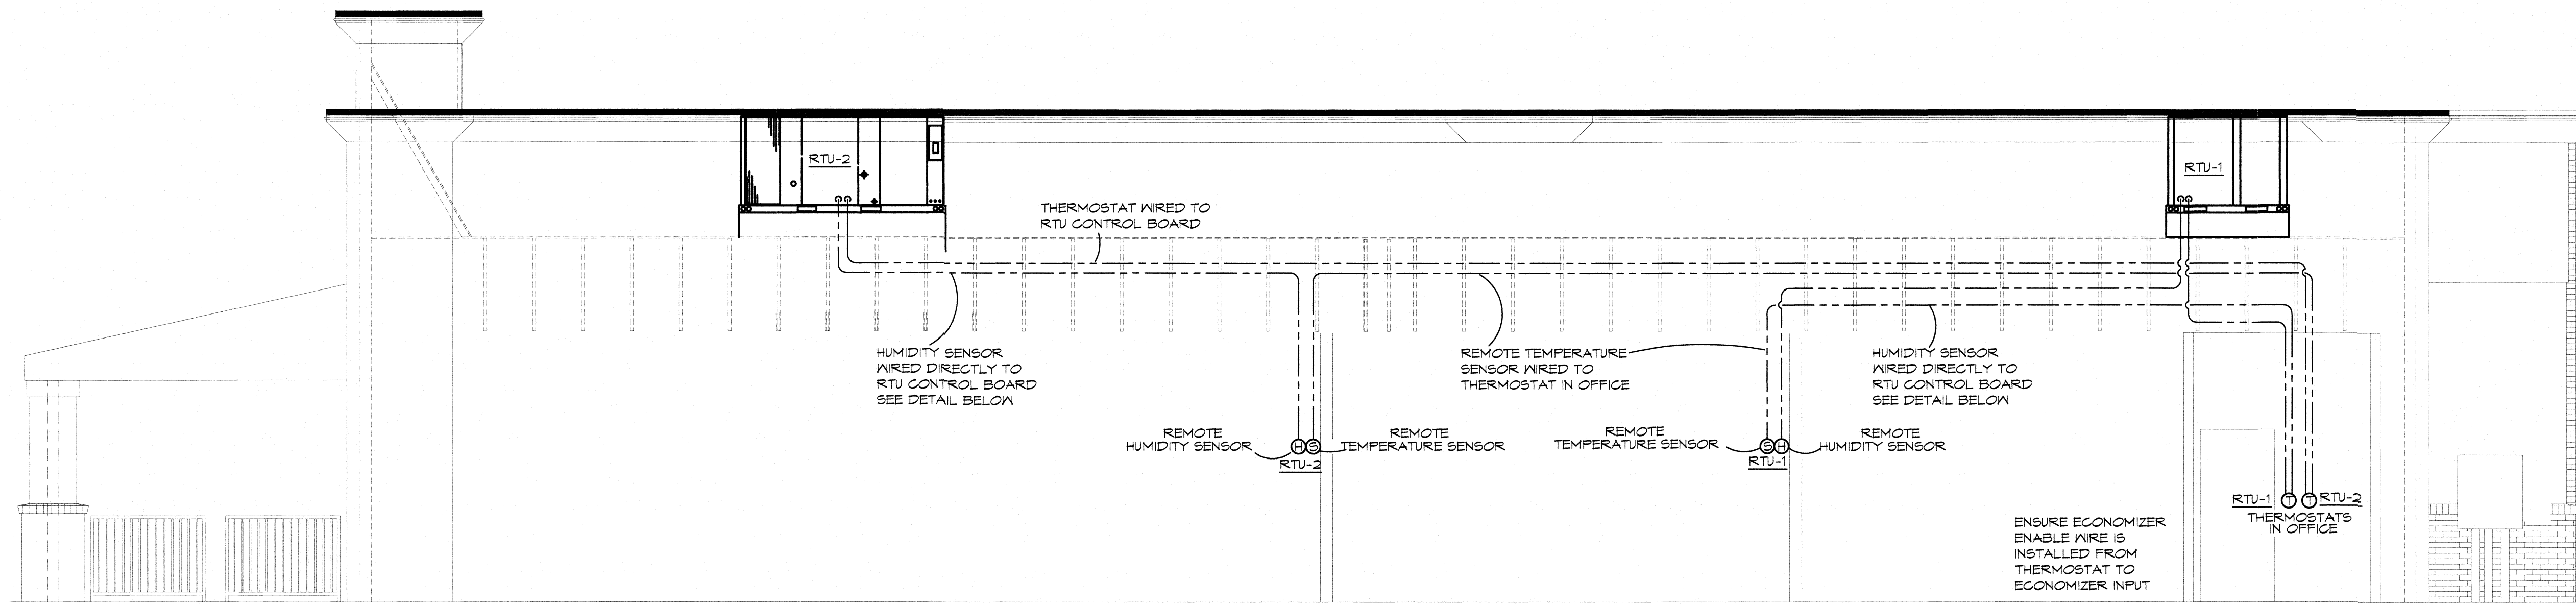 RTU-2
RTU-1
THERMOSTAT WIRED TO
RTU CONTROL BOARD
HUMIDITY SENSOR
WIRED DIRECTLY TO
RTU CONTROL BOARD
SEE DETAIL BELOW
REMOTE TEMPERATURE
SENSOR WIRED TO
THERMOSTAT IN OFFICE
HUMIDITY SENSOR
WIRED DIRECTLY TO
RTU CONTROL BOARD
SEE DETAIL BELOW
REMOTE
HUMIDITY SENSOR
H S
RTU-2
REMOTE
TEMPERATURE SENSOR
REMOTE
TEMPERATURE SENSOR
S H
RTU-1
REMOTE
HUMIDITY SENSOR
RTU-1 T T RTU-2
THERMOSTATS
IN OFFICE
ENSURE ECONOMIZER
ENABLE WIRE IS
INSTALLED FROM
THERMOSTAT TO
ECONOMIZER INPUT